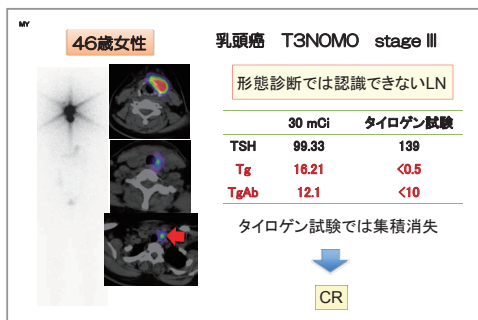 MY
46歳女性
乳頭癌 T3N0M0 stage Ⅲ
形態診断では認識できないLN
30 mCi タイロゲン試験
TSH 99.33 139
Tg 16.21 <0.5
TgAb 12.1 <10
タイロゲン試験では集積消失
CR